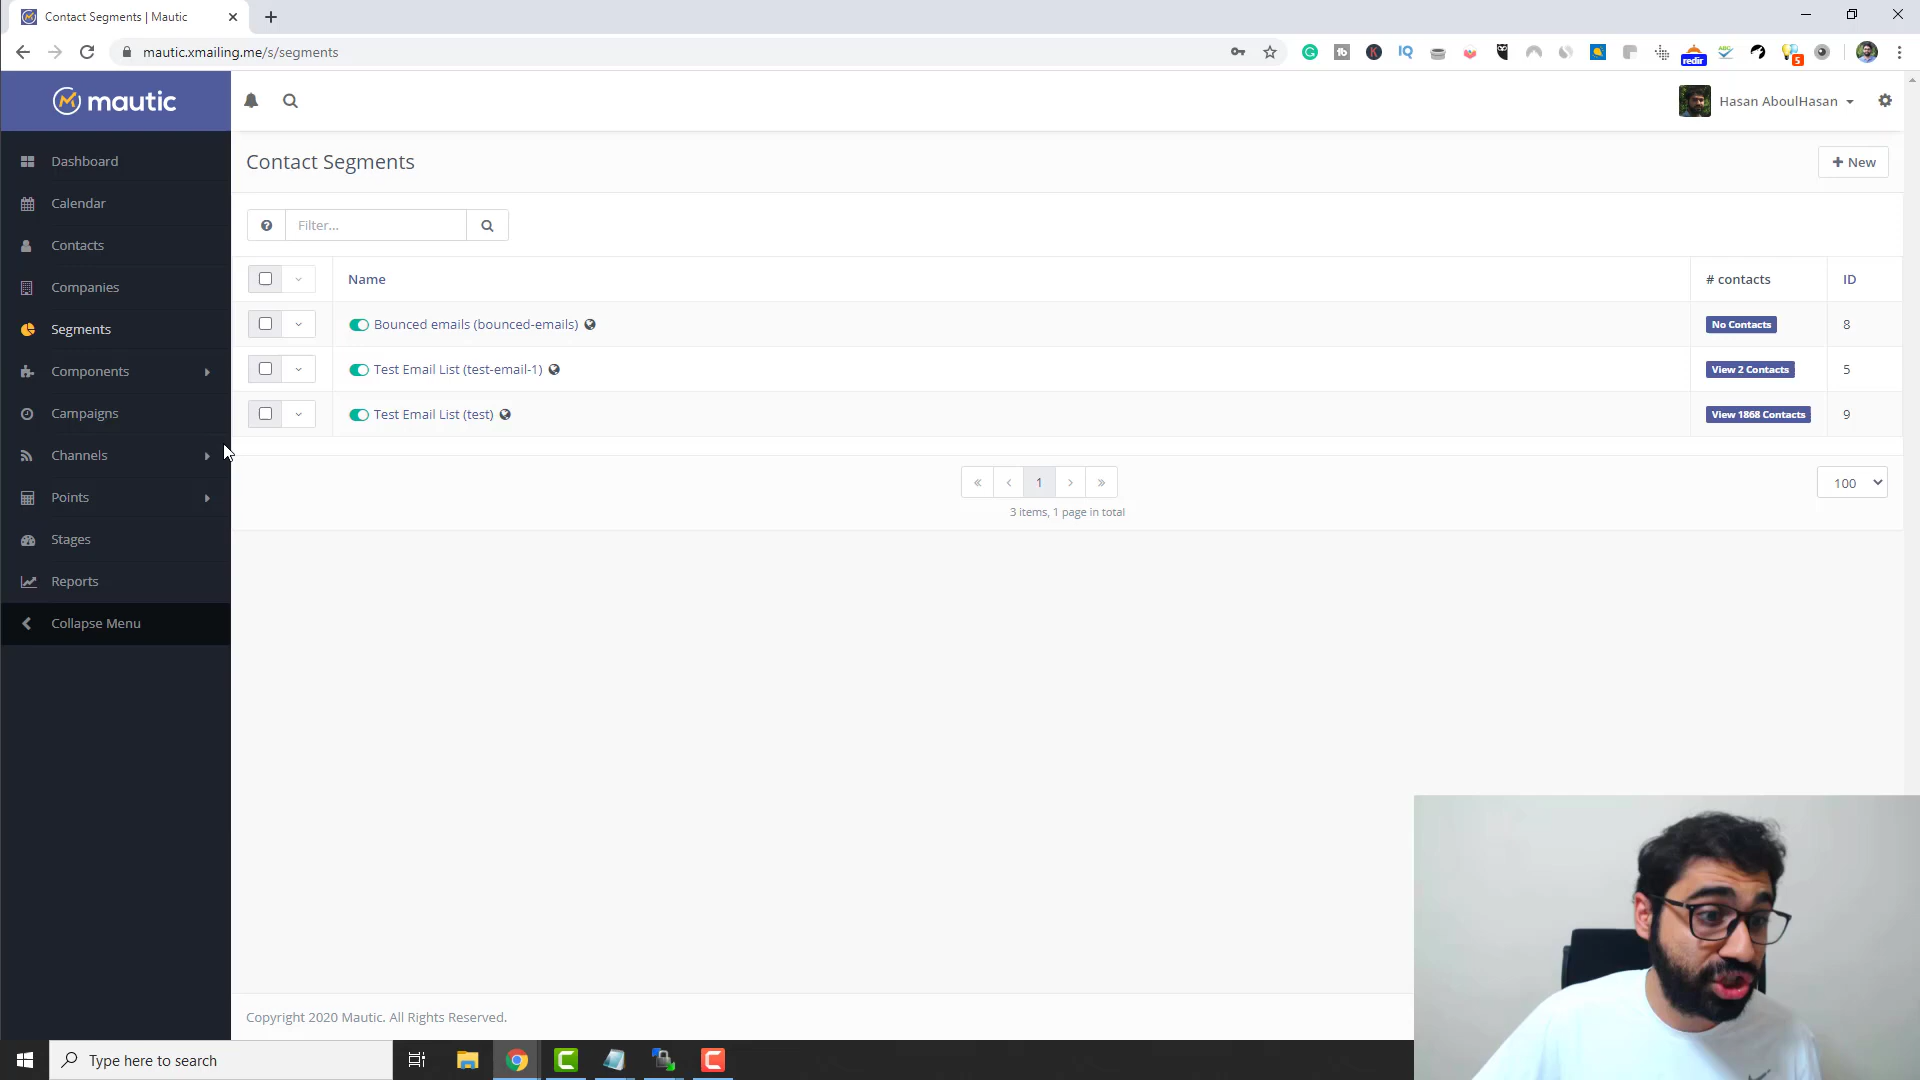 Contact Segments | Mautic
mautic.xmailing.me/s/segments
redir
5
mautic
Hasan AboulHasan
Dashboard
Calendar
Contacts
Companies
Segments
Components
Campaigns
Channels
Points
Stages
Reports
Collapse Menu
Contact Segments
New
Filter...
Name
# contacts
ID
Bounced emails (bounced-emails)
No Contacts
8
Test Email List (test-email-1)
View 2 Contacts
5
Test Email List (test)
View 1868 Contacts
9
« ‹ 1 › »
100
3 items, 1 page in total
Copyright 2020 Mautic. All Rights Reserved.
Type here to search